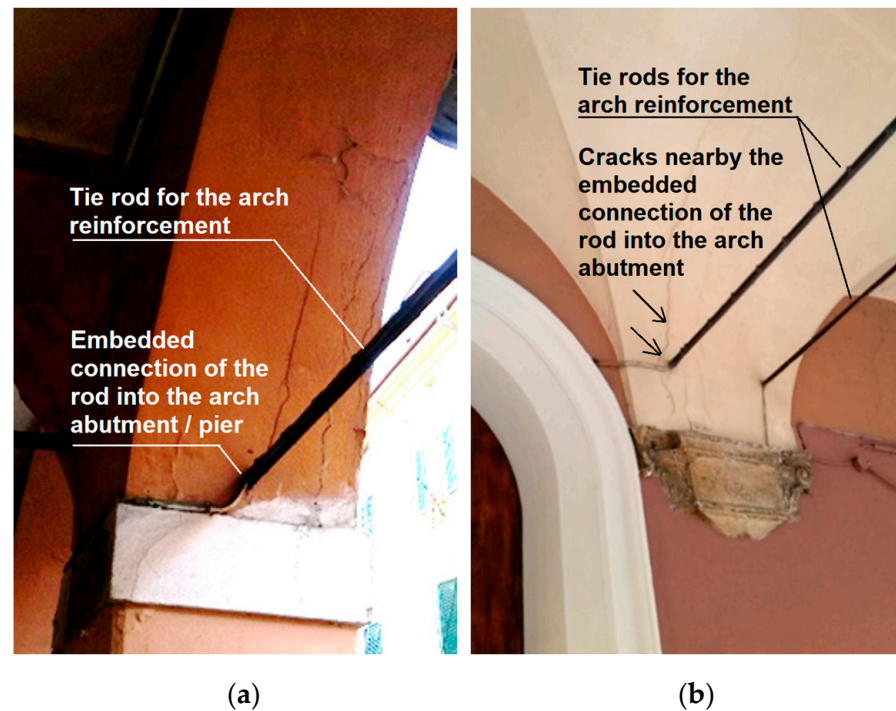 Tie rod for the arch
reinforcement
Embedded
connection of the
rod into the arch
abutment / pier
Tie rods for the
arch reinforcement
Cracks nearby the
embedded
connection of the
rod into the arch
abutment
(a)
(b)